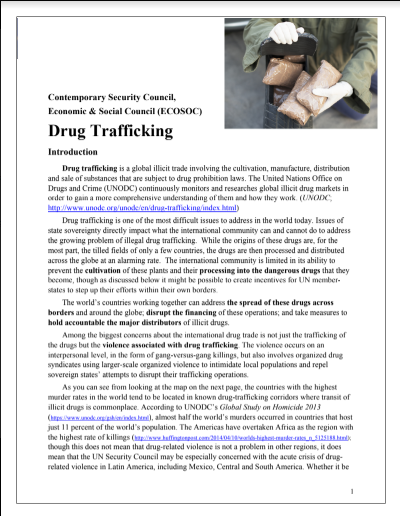 Contemporary Security Council,
Economic & Social Council (ECOSOC)
Drug Trafficking
Introduction
Drug trafficking is a global illicit trade involving the cultivation, manufacture, distribution
and sale of substances that are subject to drug prohibition laws. The United Nations Office on
Drugs and Crime (UNODC) continuously monitors and researches global illicit drug markets in
order to gain a more comprehensive understanding of them and how they work. (UNODC;
http://www.unodc.org/unodc/en/drug-trafficking/index.html)
Drug trafficking is one of the most difficult issues to address in the world today. Issues of
state sovereignty directly impact what the international community can and cannot do to address
the growing problem of illegal drug trafficking. While the origins of these drugs are, for the
most part, the tilled fields of only a few countries, the drugs are then processed and distributed
across the globe at an alarming rate. The international community is limited in its ability to
prevent the cultivation of these plants and their processing into the dangerous drugs that they
become, though as discussed below it might be possible to create incentives for UN member-
states to step up their efforts within their own borders.
The world's countries working together can address the spread of these drugs across
borders and around the globe; disrupt the financing of these operations; and take measures to
hold accountable the major distributors of illicit drugs.
Among the biggest concerns about the international drug trade is not just the trafficking of
the drugs but the violence associated with drug trafficking. The violence occurs on an
interpersonal level, in the form of gang-versus-gang killings, but also involves organized drug
syndicates using larger-scale organized violence to intimidate local populations and repel
sovereign states' attempts to disrupt their trafficking operations.
As you can see from looking at the map on the next page, the countries with the highest
murder rates in the world tend to be located in known drug-trafficking corridors where transit of
illicit drugs is commonplace. According to UNODC's Global Study on Homicide 2013
(https://www.unodc.org/gsh/en/index.html), almost half the world's murders occurred in countries that host
just 11 percent of the world's population. The Americas have overtaken Africa as the region with
the highest rate of killings (http://www.huffingtonpost.com/2014/04/10/worlds-highest-murder-rates_n_5125188.html);
though this does not mean that drug-related violence is not a problem in other regions, it does
mean that the UN Security Council may be especially concerned with the acute crisis of drug-
related violence in Latin America, including Mexico, Central and South America. Whether it be
1